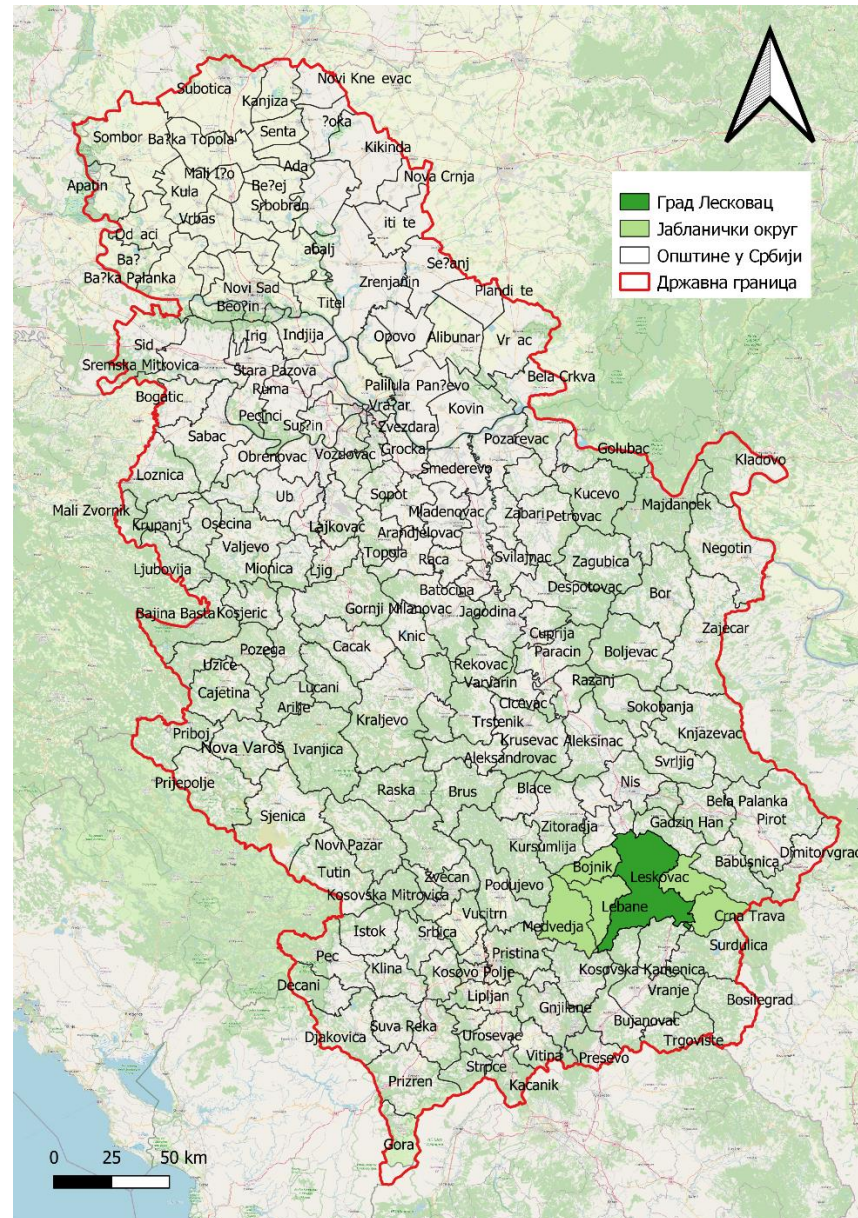 Novi Kne evac
Subotica
Kanjiza
?oka
Senta
Sombor
Ba?ka Topola
Kikinda
Ada
Mali I?o
Nova Crnja
Apatin
Kula
Be?ej
Srbobran
Vrbas
iti te
Od aci
abalj
Ba?
Se?anj
Ba?ka Palanka
Zrenjanin
Novi Sad
Plandi te
Beo?in
Titel
Irig
Indjija
Opovo
Alibunar
Vr ac
Sid
Sremska Mitrovica
Stara Pazova
Bela Crkva
Palilula
Pan?evo
Ruma
Bogatic
Vra?ar
Kovin
Pecinci
Sur?in
Zvezdara
Sabac
Pozarevac
Grocka
Golubac
Obrenovac
Vozdovac
Kladovo
Smederevo
Loznica
Ub
Sopot
Kucevo
Majdanpek
Mali Zvornik
Mladenovac
Zabari
Petrovac
Krupanj
Osecina
Lajkovac
Arandjelovac
Negotin
Valjevo
Topola
Raca
Svilajnac
Zagubica
Ljubovija
Mionica
Ljig
Despotovac
Batocina
Bor
Bajina Basta
Kosjeric
Gornji Milanovac
Jagodina
Zajecar
Knic
Cuprija
Pozega
Cacak
Paracin
Boljevac
Uzice
Rekovac
Cajetina
Lucani
Varvarin
Razanj
Arilje
Cicevac
Sokobanja
Kraljevo
Trstenik
Priboj
Nova Varos
Ivanjica
Krusevac
Aleksinac
Knjazevac
Aleksandrovac
Svrljig
Prijepolje
Nis
Raska
Brus
Blace
Bela Palanka
Sjenica
Zitoradja
Gadzin Han
Pirot
Novi Pazar
Kursumlija
Dimitorvgrad
Babusnica
Tutin
Bojnik
Leskovac
Zvecan
Podujevo
Kosovska Mitrovica
Lebane
Vucitrn
Crna Trava
Istok
Srbica
Medvedja
Surdulica
Pec
Pristina
Klina
Kosovo Polje
Kosovska Kamenica
Decani
Vranje
Lipljan
Bosilegrad
Gnjilane
Suva Reka
Bujanovac
Djakovica
Urosevac
Trgoviste
Vitina
Presevo
Strpce
Prizren
Kacanik
Gora
Град Лесковац
Јабланички округ
Општине у Србији
Државна граница
0 25 50 km